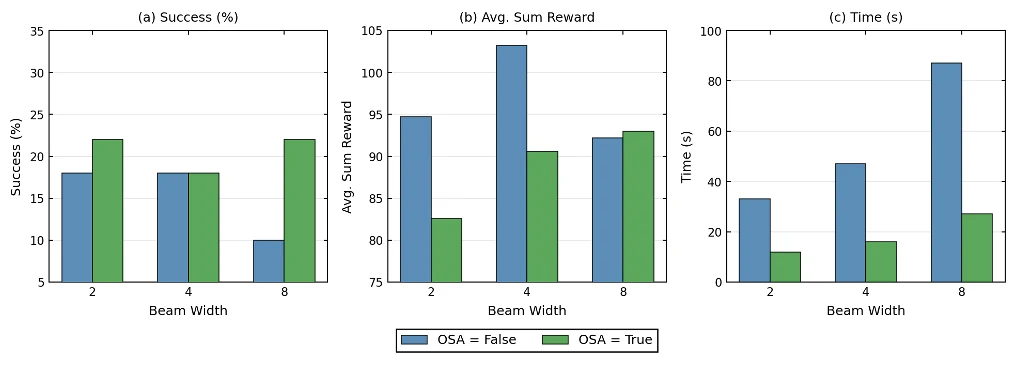 (a) Success (%)
Success (%)
35
30
25
20
15
10
5
2
4
8
Beam Width
(b) Avg. Sum Reward
Avg. Sum Reward
105
100
95
90
85
80
75
2
4
8
Beam Width
(c) Time (s)
Time (s)
100
80
60
40
20
0
2
4
8
Beam Width
OSA = False
OSA = True